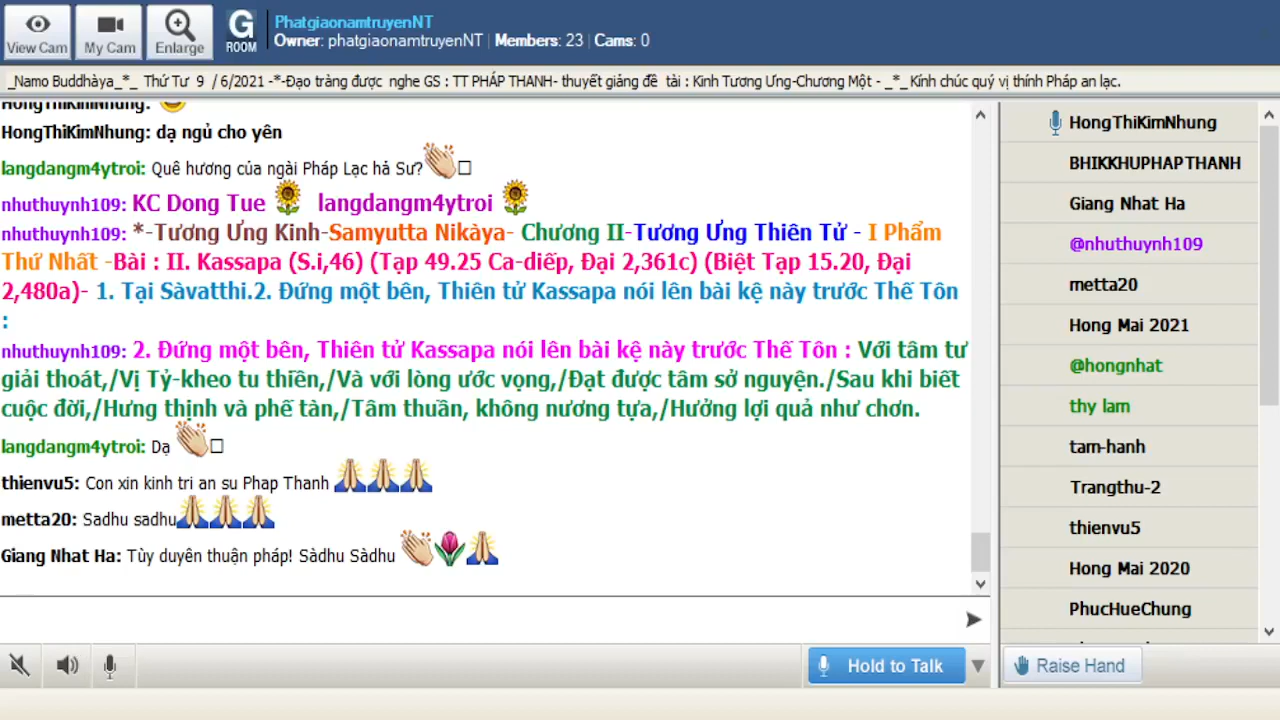 View Cam
My Cam
Enlarge
G
ROOM
PhatgiaonamtruyenNT
Owner: phatgiaonamtruyenNT | Members: 23 | Cams: 0
_Namo Buddhàya_*_ Thứ Tư 9 / 6/2021 -*-Đạo tràng được nghe GS : TT PHÁP THANH- thuyết giảng đề tài : Kinh Tương Ưng-Chương Một - _*_Kính chúc quý vị thính Pháp an lạc.
HongThiKimNhung:
HongThiKimNhung: dạ ngủ cho yên
langdangm4ytroi: Quê hương của ngài Pháp Lạc hả Sư?
nhuthuynh109: KC Dong Tue langdangm4ytroi
nhuthuynh109: *-Tương Ưng Kinh-Samyutta Nikàya- Chương II-Tương Ưng Thiên Tử - I Phẩm
Thứ Nhất -Bài : II. Kassapa (S.i,46) (Tạp 49.25 Ca-diếp, Đại 2,361c) (Biệt Tạp 15.20, Đại
2,480a)- 1. Tại Sàvatthi.2. Đứng một bên, Thiên tử Kassapa nói lên bài kệ này trước Thế Tôn
:
nhuthuynh109: 2. Đứng một bên, Thiên tử Kassapa nói lên bài kệ này trước Thế Tôn : Với tâm tư
giải thoát,/Vị Tỷ-kheo tu thiền,/Và với lòng ước vọng,/Đạt được tâm sở nguyện./Sau khi biết
cuộc đời,/Hưng thịnh và phế tàn,/Tâm thuần, không nương tựa,/Hưởng lợi quả như chơn.
langdangm4ytroi: Dạ
thienvu5: Con xin kinh tri an su Phap Thanh
metta20: Sadhu sadhu
Giang Nhat Ha: Tùy duyên thuận pháp! Sàdhu Sàdhu
HongThiKimNhung
BHIKKHUPHAPTHANH
Giang Nhat Ha
@nhuthuynh109
metta20
Hong Mai 2021
@hongnhat
thy lam
tam-hanh
Trangthu-2
thienvu5
Hong Mai 2020
PhucHueChung
Hold to Talk
Raise Hand